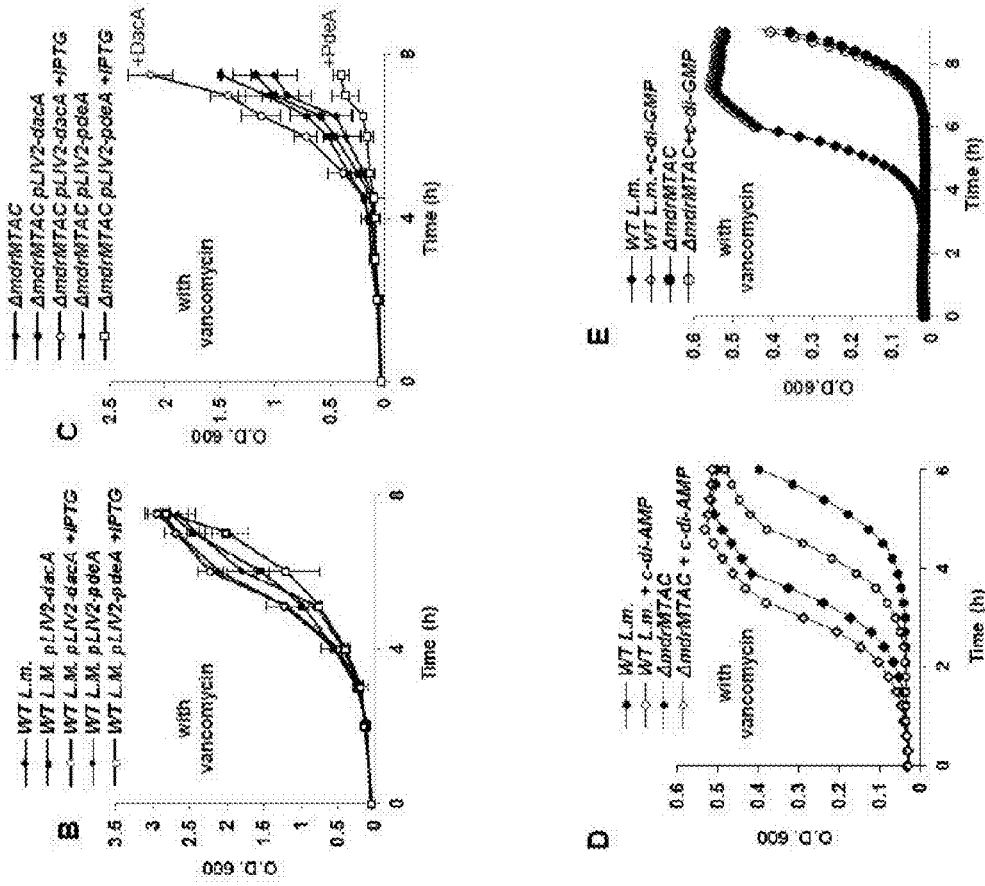 B
WT L.m.
WT L.M. pLIV2-dacA
WT L.M. pLIV2-dacA +IPTG
WT L.M. pLIV2-pdeA
WT L.M. pLIV2-pdeA +IPTG
with
vancomycin
O.D. 600
3.5
3
2.5
2
1.5
1
0.5
0
0
4
8
Time (h)
C
ΔmdrMTAC
ΔmdrMTAC pLIV2-dacA
ΔmdrMTAC pLIV2-dacA +IPTG
ΔmdrMTAC pLIV2-pdeA
ΔmdrMTAC pLIV2-pdeA +IPTG
with
vancomycin
+DacA
+PdeA
O.D. 600
2.5
2
1.5
1
0.5
0
0
4
8
Time (h)
D
WT L.m.
WT L.m. + c-di-AMP
ΔmdrMTAC
ΔmdrMTAC + c-di-AMP
with
vancomycin
O.D.600
0.6
0.5
0.4
0.3
0.2
0.1
0
0
2
4
6
Time (h)
E
WT L.m.
WT L.m.+c-di-GMP
ΔmdrMTAC
ΔmdrMTAC+c-di-GMP
with
vancomycin
O.D.600
0.6
0.5
0.4
0.3
0.2
0.1
0
0
2
4
6
8
Time (h)